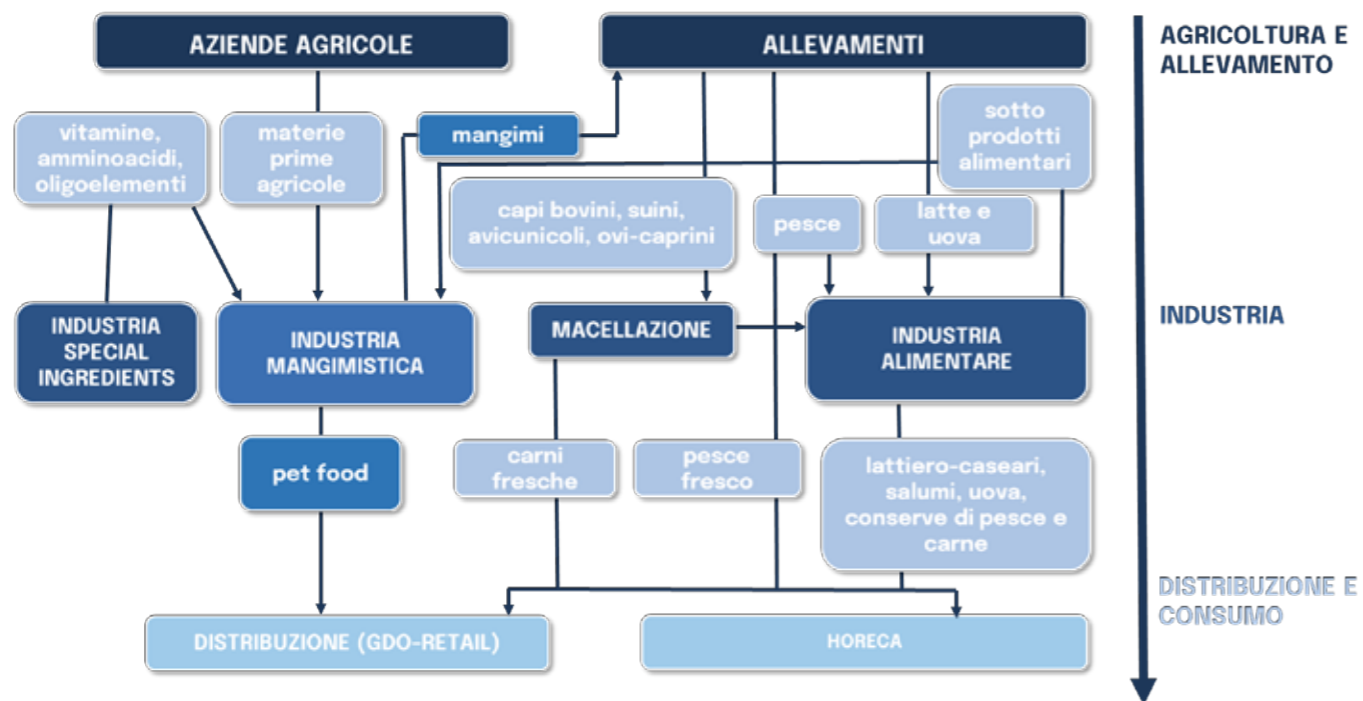 AZIENDE AGRICOLE
ALLEVAMENTI
AGRICOLTURA E
ALLEVAMENTO
vitamine,
amminoacidi,
oligoelementi
materie
prime
agricole
mangimi
sotto
prodotti
alimentari
capi bovini, suini,
avicunicoli, ovi-caprini
pesce
latte e
uova
INDUSTRIA
SPECIAL
INGREDIENTS
INDUSTRIA
MANGIMISTICA
MACELLAZIONE
INDUSTRIA
ALIMENTARE
INDUSTRIA
pet food
carni
fresche
pesce
fresco
lattiero-caseari,
salumi, uova,
conserve di pesce e
carne
DISTRIBUZIONE E
CONSUMO
DISTRIBUZIONE (GDO-RETAIL)
HORECA